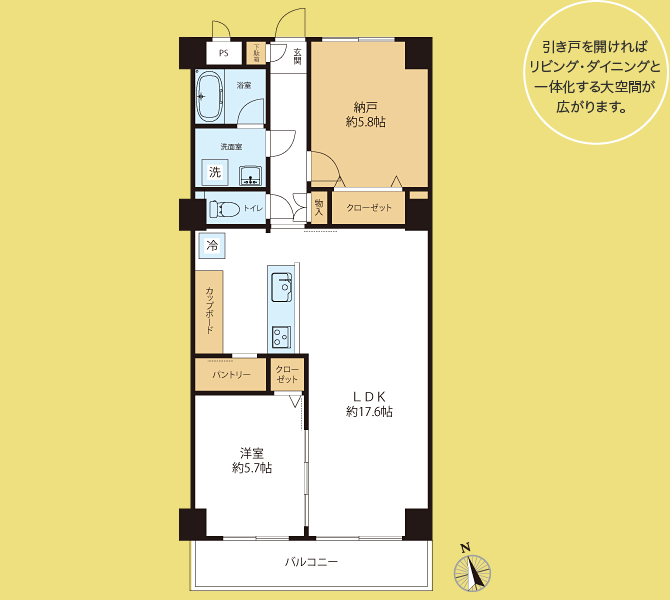 引き戸を開ければ
リビング・ダイニングと
一体化する大空間が
広がります。
PS
下駄箱
玄関
浴室
納戸
約5.8帖
洗面室
洗
トイレ
物入
クローゼット
冷
カップボード
パントリー
クロー
ゼット
ＬＤＫ
約17.6帖
洋室
約5.7帖
バルコニー
N